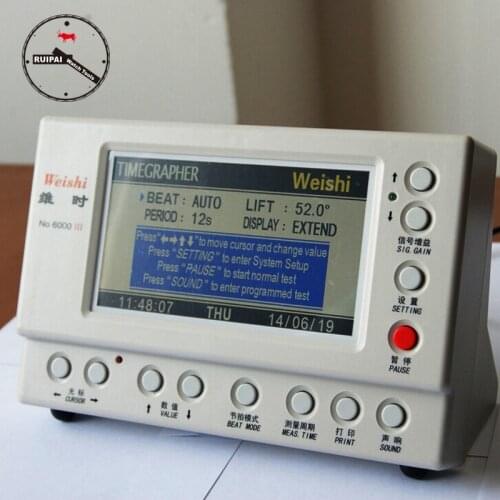 RUIPAI
Watch Tools
Weishi
维时
No 6000 III
TIMEGRAPHER Weishi
BEAT: AUTO LIFT : 52.0°
PERIOD: 12s DISPLAY: EXTEND
Press "←→↑↓" to move cursor and change value
Press "SETTING" to enter System Setup
Press "PAUSE" to start normal test
Press "SOUND" to enter programmed test
11:48:07 THU 14/06/19
↑
↓
信号增益
SIG.GAIN
设置
SETTING
暂停
PAUSE
← 光标 →
CURSOR
↑ 数值 ↓
VALUE
节拍模式
BEAT MODE
测量周期
MEAS.TIME
打印
PRINT
声响
SOUND